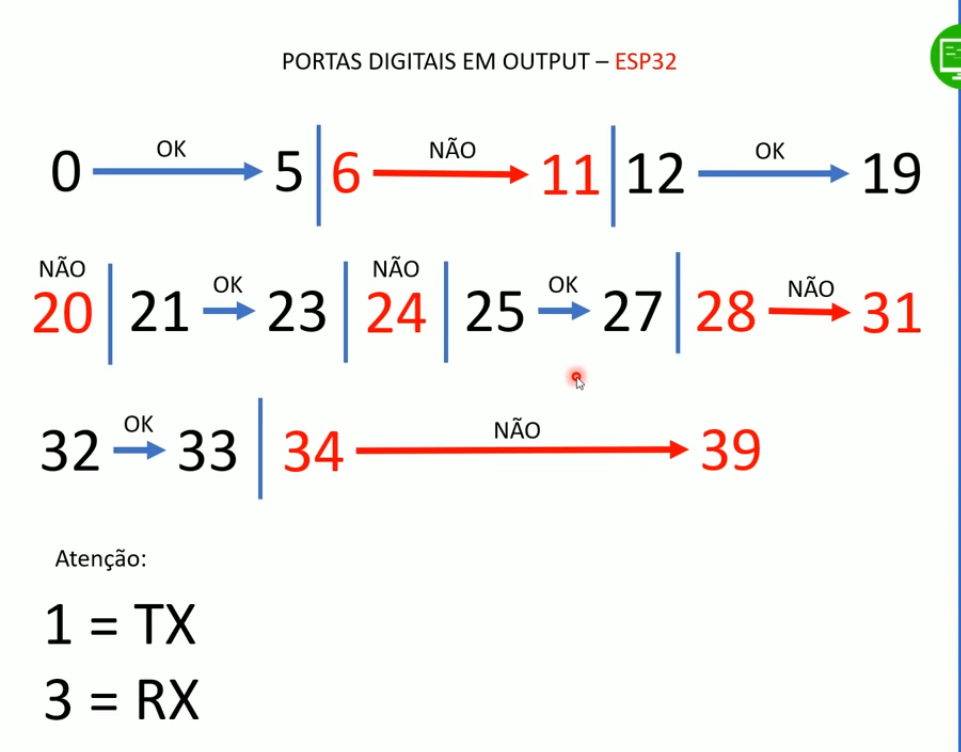 PORTAS DIGITAIS EM OUTPUT – ESP32
0 OK 5 6 NÃO 11 12 OK 19
NÃO 20 21 OK 23 NÃO 24 25 OK 27 28 NÃO 31
32 OK 33 34 NÃO 39
Atenção:
1 = TX
3 = RX